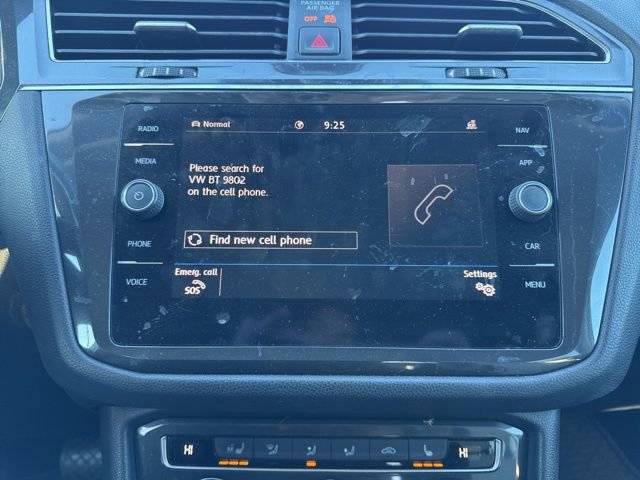 PASSENGER
AIR BAG
OFF
RADIO
Normal
9:25
NAV
MEDIA
APP
Please search for
VW BT 9802
on the cell phone.
PHONE
Find new cell phone
CAR
VOICE
Emerg. call
SOS
Settings
MENU
HI
HI